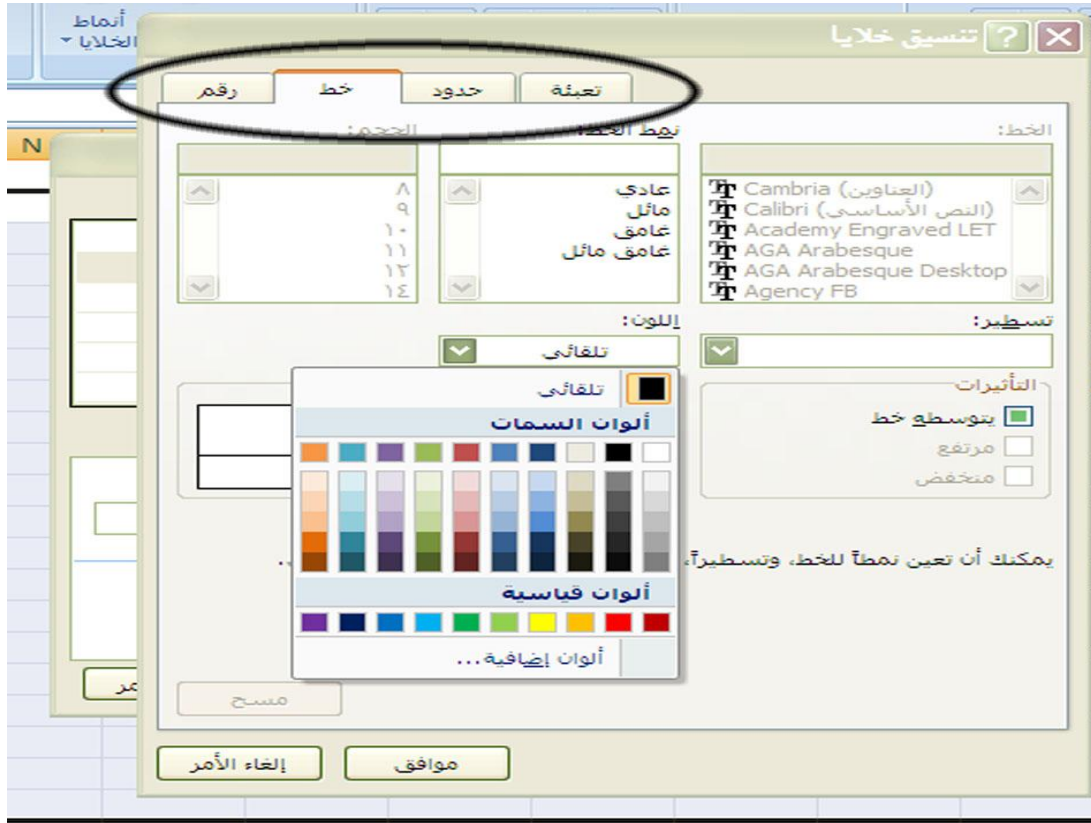 أنماط
الخلايا
تنسيق خلايا
رقم
خط
حدود
تعبئة
N
الخط:
نمط الخط:
الحجم:
Cambria (العناوين)
Calibri (النص الأساسي)
Academy Engraved LET
AGA Arabesque
AGA Arabesque Desktop
Agency FB
عادي
مائل
غامق
غامق مائل
٨
٩
١٠
١١
١٢
١٤
تسطير:
اللون:
تلقائي
تلقائي
ألوان السمات
ألوان قياسية
ألوان إضافية...
التأثيرات
يتوسطه خط
مرتفع
منخفض
يمكنك أن تعين نمطاً للخط، وتسطيراً،
مسح
موافق
إلغاء الأمر